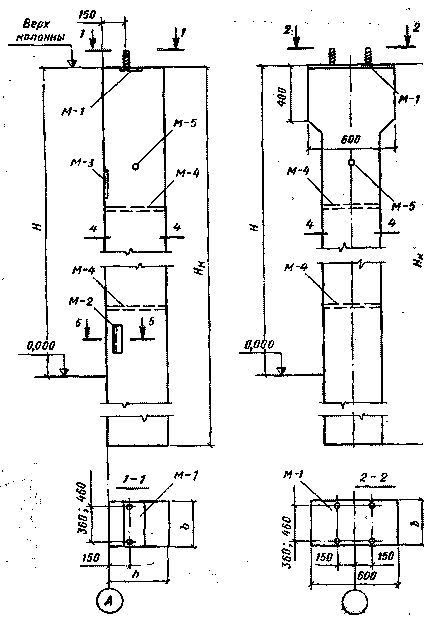 150
Верх
колонны
1
1
М-1
М-5
М-3
М-4
4
4
H
Hк
М-4
М-2
5
5
0,000
1-1
М-1
360; 460
b
150
h
А
2
2
М-1
400
600
М-4
М-5
4
4
H
Hк
М-4
0,000
М-1
2-2
360; 460
b
150
150
600